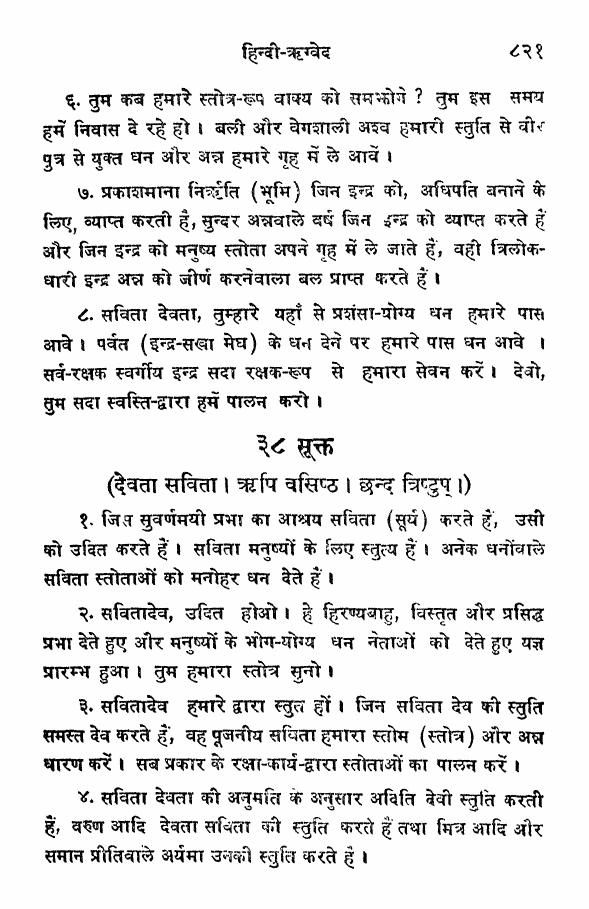 हिन्दी-ऋग्वेद ८२१
६. तुम कब हमारे स्तोत्र-रूप वाक्य को समझोगे ? तुम इस समय
हमें निवास दे रहे हो । बली और वेगशाली अश्व हमारी स्तुति से वीर
पुत्र से युक्त धन और अन्न हमारे गृह में ले आवें ।
७. प्रकाशमाना निर्ऋति (भूमि) जिन इन्द्र को, अधिपति बनाने के
लिए, व्याप्त करती है, सुन्दर अन्नवाले वर्ष जिन इन्द्र को व्याप्त करते हैं
और जिन इन्द्र को मनुष्य स्तोता अपने गृह में ले जाते हैं, वही त्रिलोक-
धारी इन्द्र अन्न को जीर्ण करनेवाला बल प्राप्त करते हैं ।
८. सविता देवता, तुम्हारे यहाँ से प्रशंसा-योग्य धन हमारे पास
आवे । पर्वत (इन्द्र-सखा मेघ) के धन देने पर हमारे पास धन आवे ।
सर्व-रक्षक स्वर्गीय इन्द्र सदा रक्षक-रूप से हमारा सेवन करें । देवो,
तुम सदा स्वस्ति-द्वारा हमें पालन करो ।
३८ सूक्त
(देवता सविता । ऋषि वसिष्ठ । छन्द त्रिष्टुप् ।)
१. जिस सुवर्णमयी प्रभा का आश्रय सविता (सूर्य) करते हैं, उसी
को उदित करते हैं । सविता मनुष्यों के लिए स्तुत्य हैं । अनेक धनोंवाले
सविता स्तोताओं को मनोहर धन देते हैं ।
२. सवितादेव, उदित होओ । हे हिरण्यबाहु, विस्तृत और प्रसिद्ध
प्रभा देते हुए और मनुष्यों के भोग-योग्य धन नेताओं को देते हुए यज्ञ
प्रारम्भ हुआ । तुम हमारा स्तोत्र सुनो ।
३. सवितादेव हमारे द्वारा स्तुत हों । जिन सविता देव की स्तुति
समस्त देव करते हैं, वह पूजनीय सविता हमारा स्तोम (स्तोत्र) और अन्न
धारण करें । सब प्रकार के रक्षा-कार्य-द्वारा स्तोताओं का पालन करें ।
४. सविता देवता की अनुमति के अनुसार अदिति देवी स्तुति करती
हैं, वरुण आदि देवता सविता की स्तुति करते हैं तथा मित्र आदि और
समान प्रीतिवाले अर्यमा उनकी स्तुति करते हैं ।